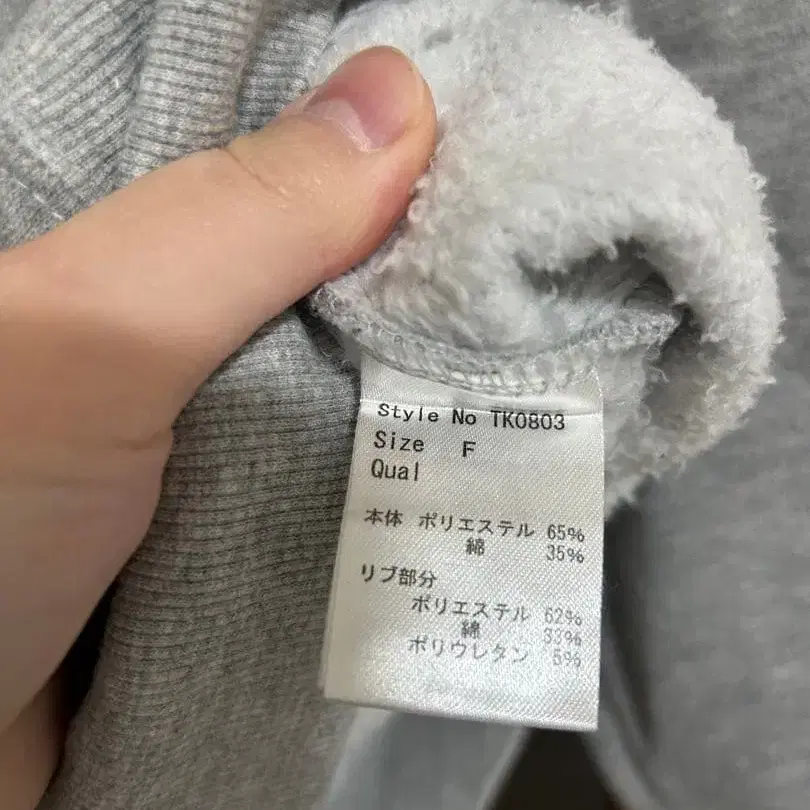 Style No TK0803
Size F
Qual
本体 ポリエステル 65%
綿 35%
リブ部分
ポリエステル 62%
綿 33%
ポリウレタン 5%